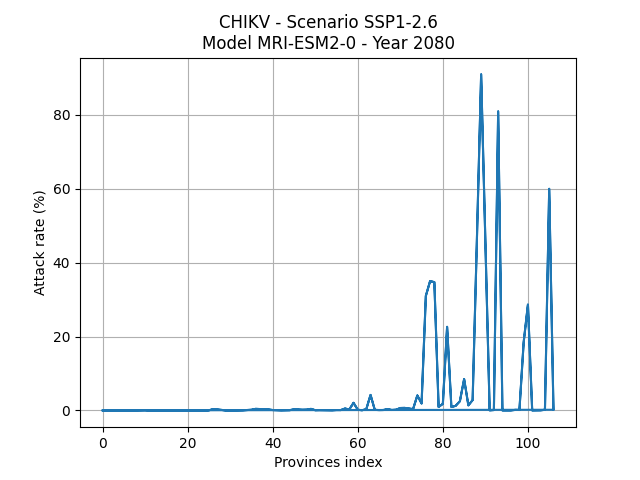 CHIKV - Scenario SSP1-2.6
Model MRI-ESM2-0 - Year 2080
Attack rate (%)
80
60
40
20
0
0 20 40 60 80 100
Provinces index